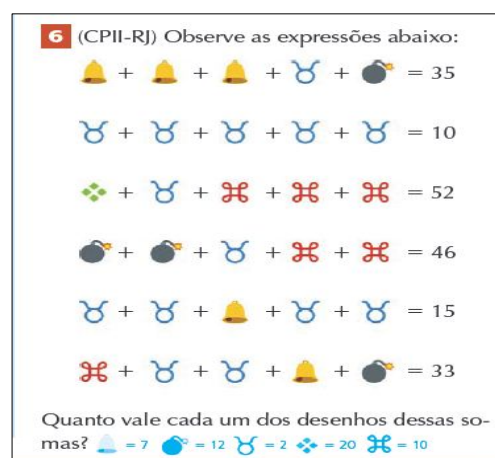 6 (CPII-RJ) Observe as expressões abaixo:
+ + + + = 35
+ + + + = 10
+ + + + = 52
+ + + + = 46
+ + + + = 15
+ + + + = 33
Quanto vale cada um dos desenhos dessas so-
mas? = 7 = 12 = 2 = 20 = 10